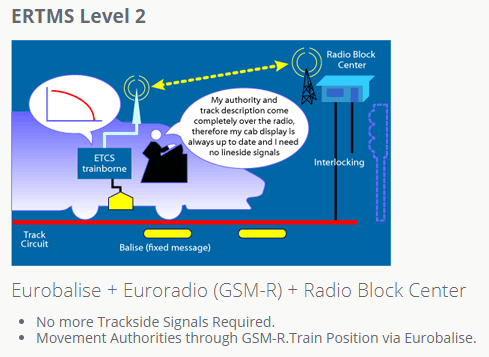 ERTMS Level 2
Radio Block
Center
My authority and
track description come
completely over the radio,
therefore my cab display is
always up to date and I need
no lineside signals
ETCS
trainborne
Interlocking
Track
Circuit
Balise (fixed message)
Eurobalise + Euroradio (GSM-R) + Radio Block Center
• No more Trackside Signals Required.
• Movement Authorities through GSM-R.Train Position via Eurobalise.